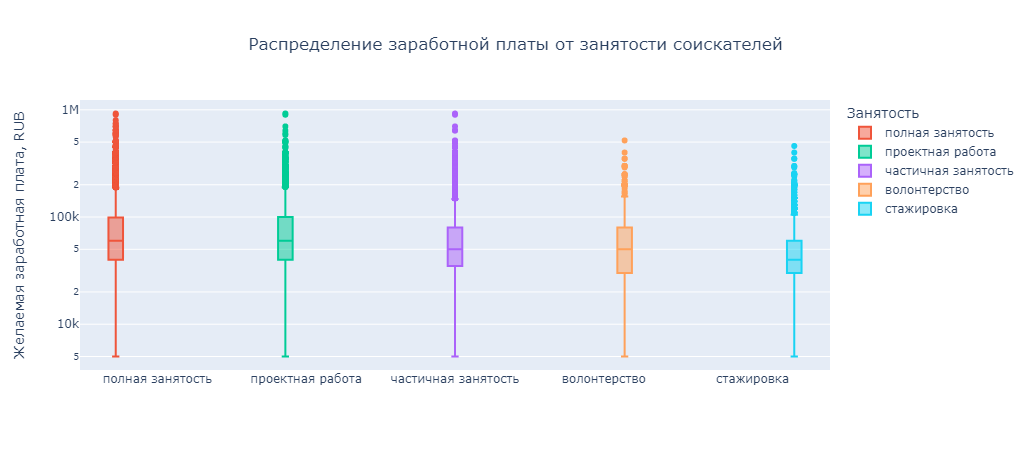 Распределение заработной платы от занятости соискателей
Желаемая заработная плата, RUB
1M
5
2
100k
5
2
10k
5
полная занятость
проектная работа
частичная занятость
волонтерство
стажировка
Занятость
полная занятость
проектная работа
частичная занятость
волонтерство
стажировка